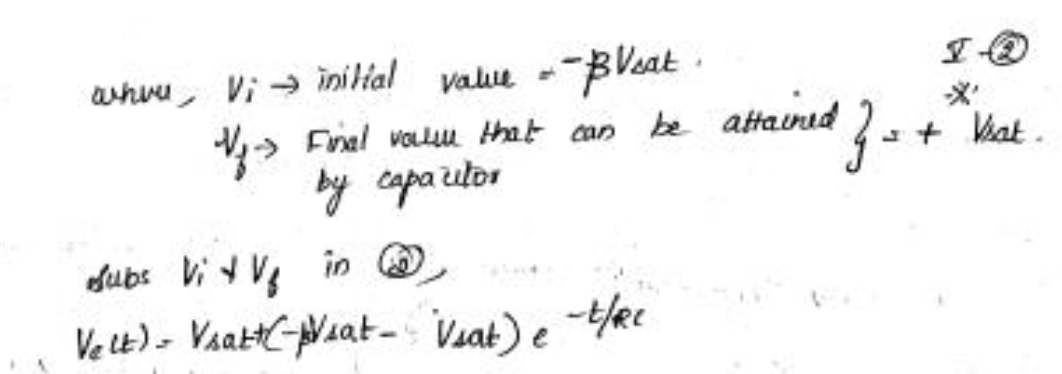 V-②
where, Vi → initial value = -βVsat.
Vf → Final value that can be attained } = + Vsat.
by capacitor
Subs Vi & Vf in ②,
Vc(t) = Vsat+(-βVsat - Vsat) e^-t/RC